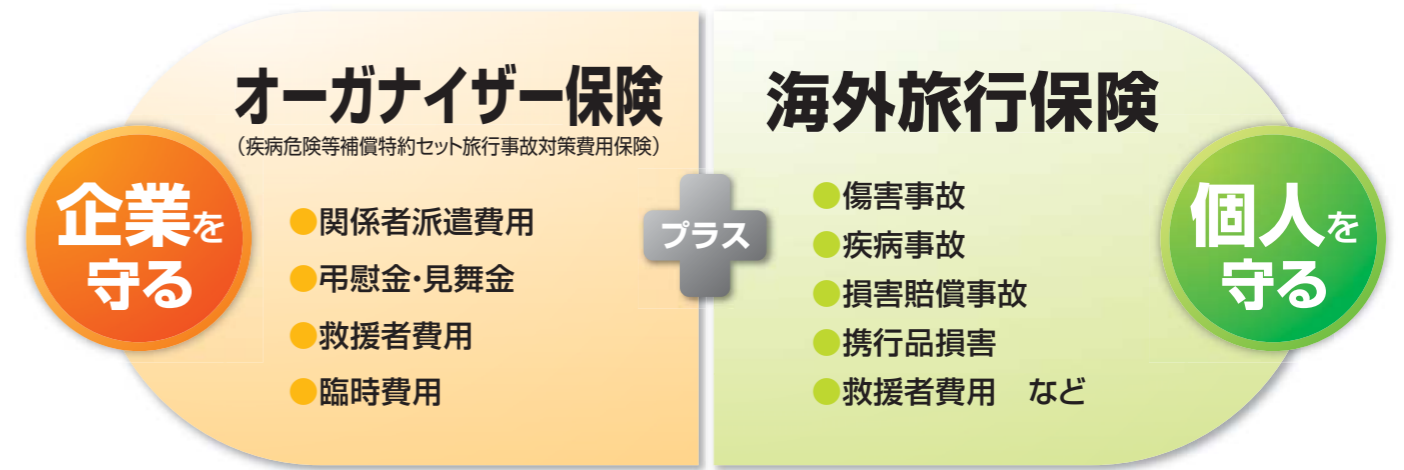 オーガナイザー保険
（疾病危険等補償特約セット旅行事故対策費用保険）
企業を
守る
●関係者派遣費用
●弔慰金・見舞金
●救援者費用
●臨時費用
プラス
海外旅行保険
●傷害事故
●疾病事故
●損害賠償事故
●携行品損害
●救援者費用　など
個人を
守る